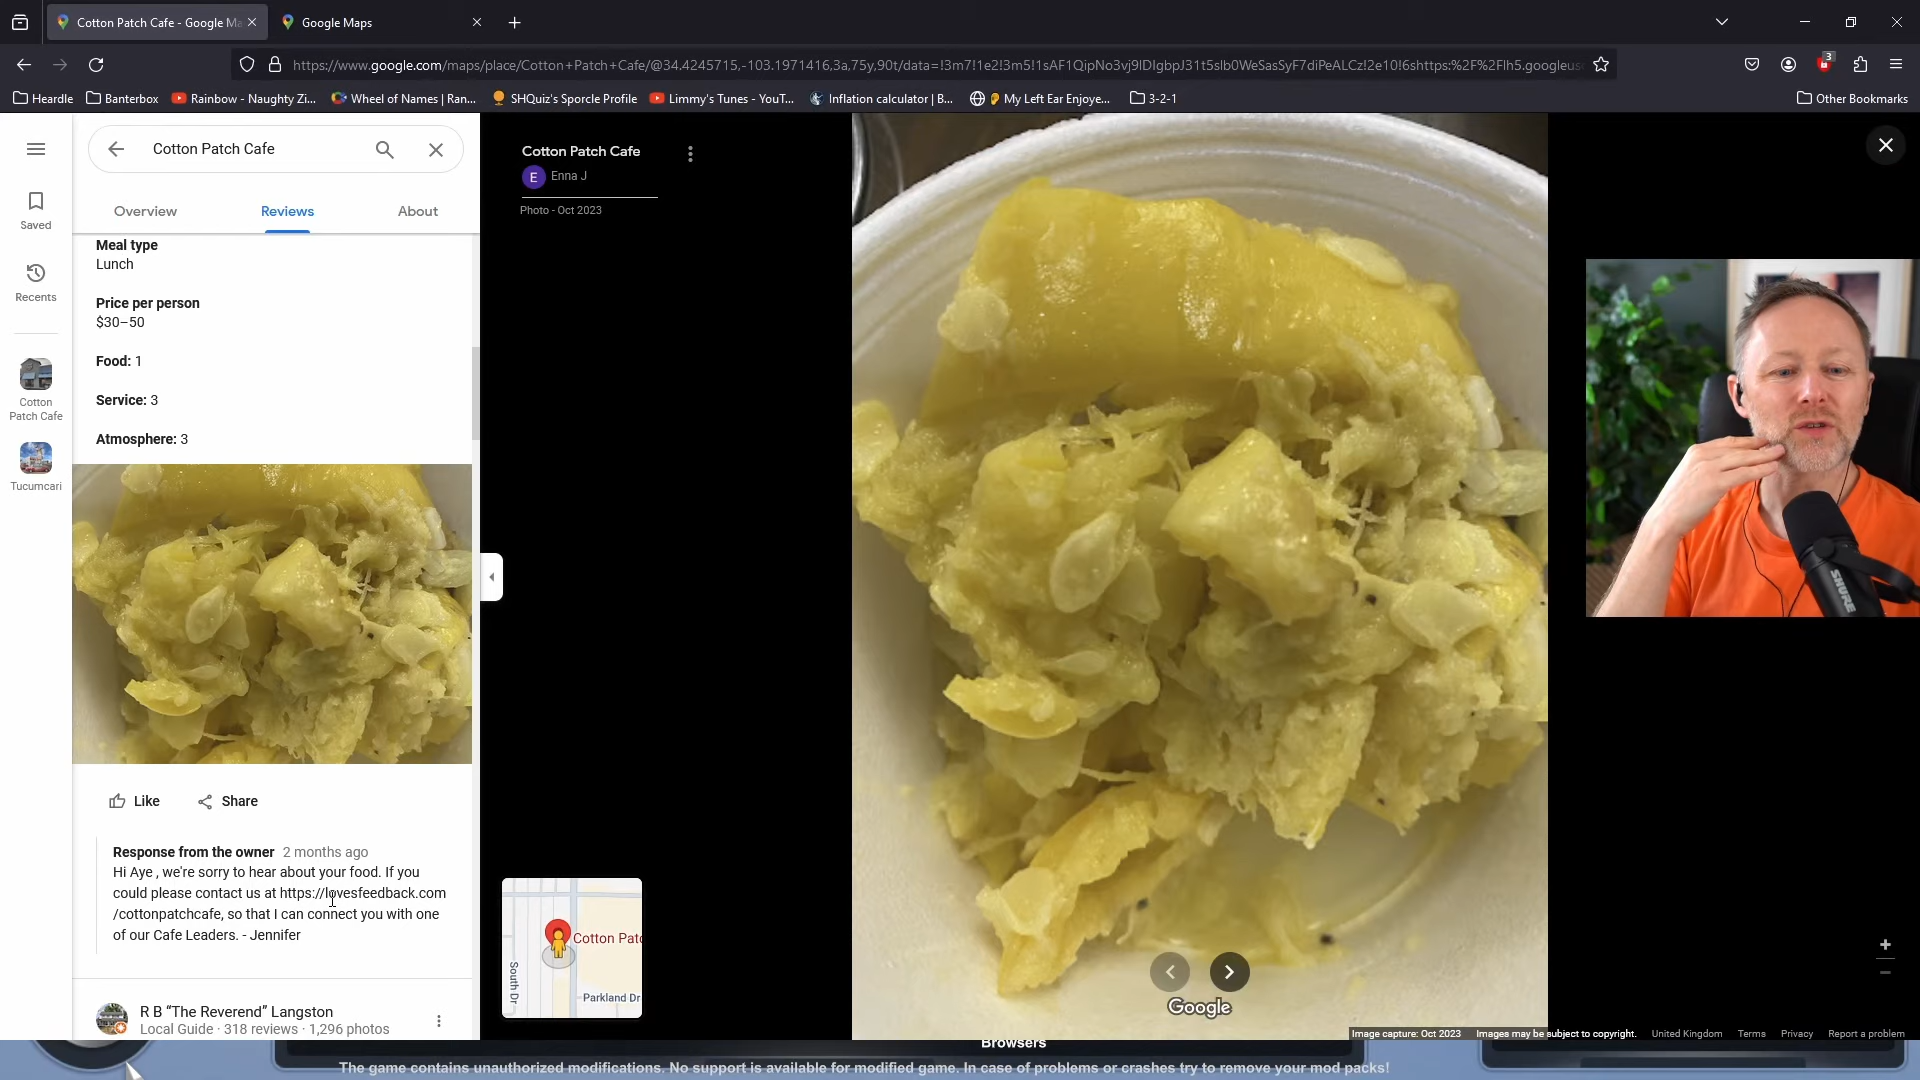 Cotton Patch Cafe - Google Ma
Google Maps
https://www.google.com/maps/place/Cotton+Patch+Cafe/@34.4245715,-103.1971416,3a,75y,90t/data=!3m7!1e2!3m5!1sAF1QipNo3vj9IDIgbpJ31t5slb0WeSasSyF7diPeALCz!2e10!6shttps:%2F%2Flh5.googleus
3
Heardle
Banterbox
Rainbow - Naughty Zi...
Wheel of Names | Ran...
SHQuiz's Sporcle Profile
Limmy's Tunes - YouT...
Inflation calculator | B...
My Left Ear Enjoye...
3-2-1
Other Bookmarks
Saved
Recents
Cotton
Patch Cafe
Tucumcari
Cotton Patch Cafe
Overview
Reviews
About
Meal type
Lunch
Price per person
$30–50
Food: 1
Service: 3
Atmosphere: 3
Like
Share
Response from the owner 2 months ago
Hi Aye , we're sorry to hear about your food. If you
could please contact us at https://lovesfeedback.com
/cottonpatchcafe, so that I can connect you with one
of our Cafe Leaders. - Jennifer
R B “The Reverend” Langston
Local Guide · 318 reviews · 1,296 photos
Cotton Patch Cafe
E
Enna J
Photo - Oct 2023
Cotton Patc
South Dr
Parkland Dr
Google
SHURE
Image capture: Oct 2023
Images may be subject to copyright.
United Kingdom
Terms
Privacy
Report a problem
Browsers
The game contains unauthorized modifications. No support is available for modified game. In case of problems or crashes try to remove your mod packs!